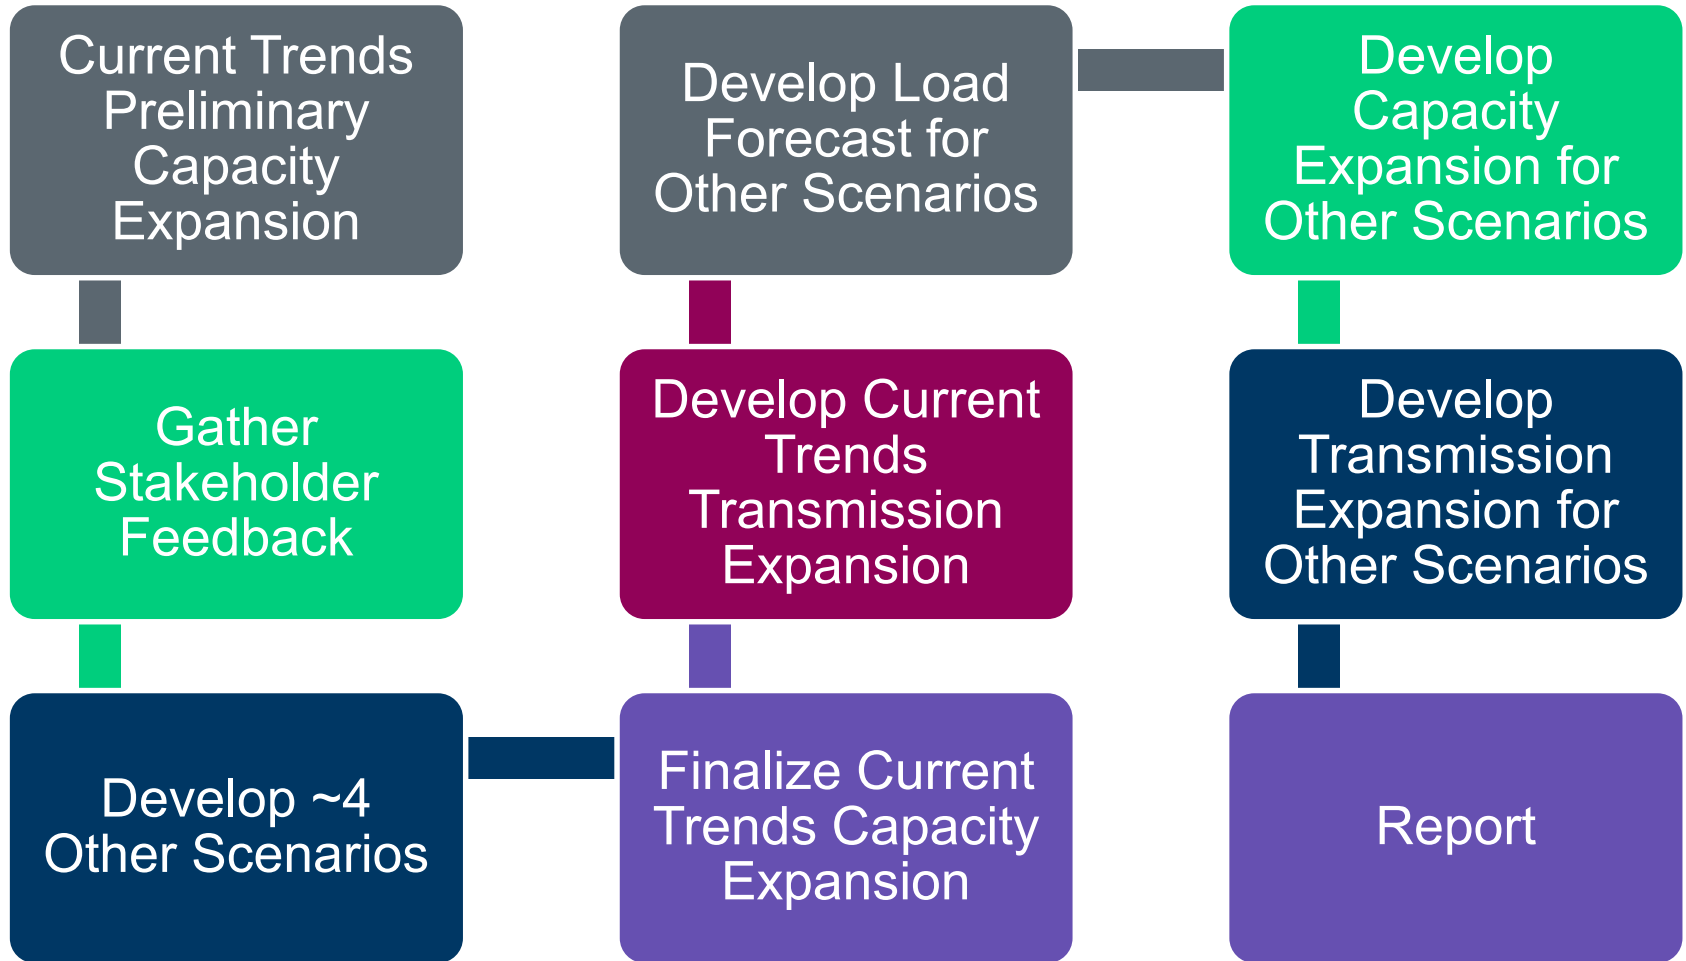 Current Trends
Preliminary
Capacity
Expansion
Gather
Stakeholder
Feedback
Develop ~4
Other Scenarios
Finalize Current
Trends Capacity
Expansion
Develop Current
Trends
Transmission
Expansion
Develop Load
Forecast for
Other Scenarios
Develop
Capacity
Expansion for
Other Scenarios
Develop
Transmission
Expansion for
Other Scenarios
Report